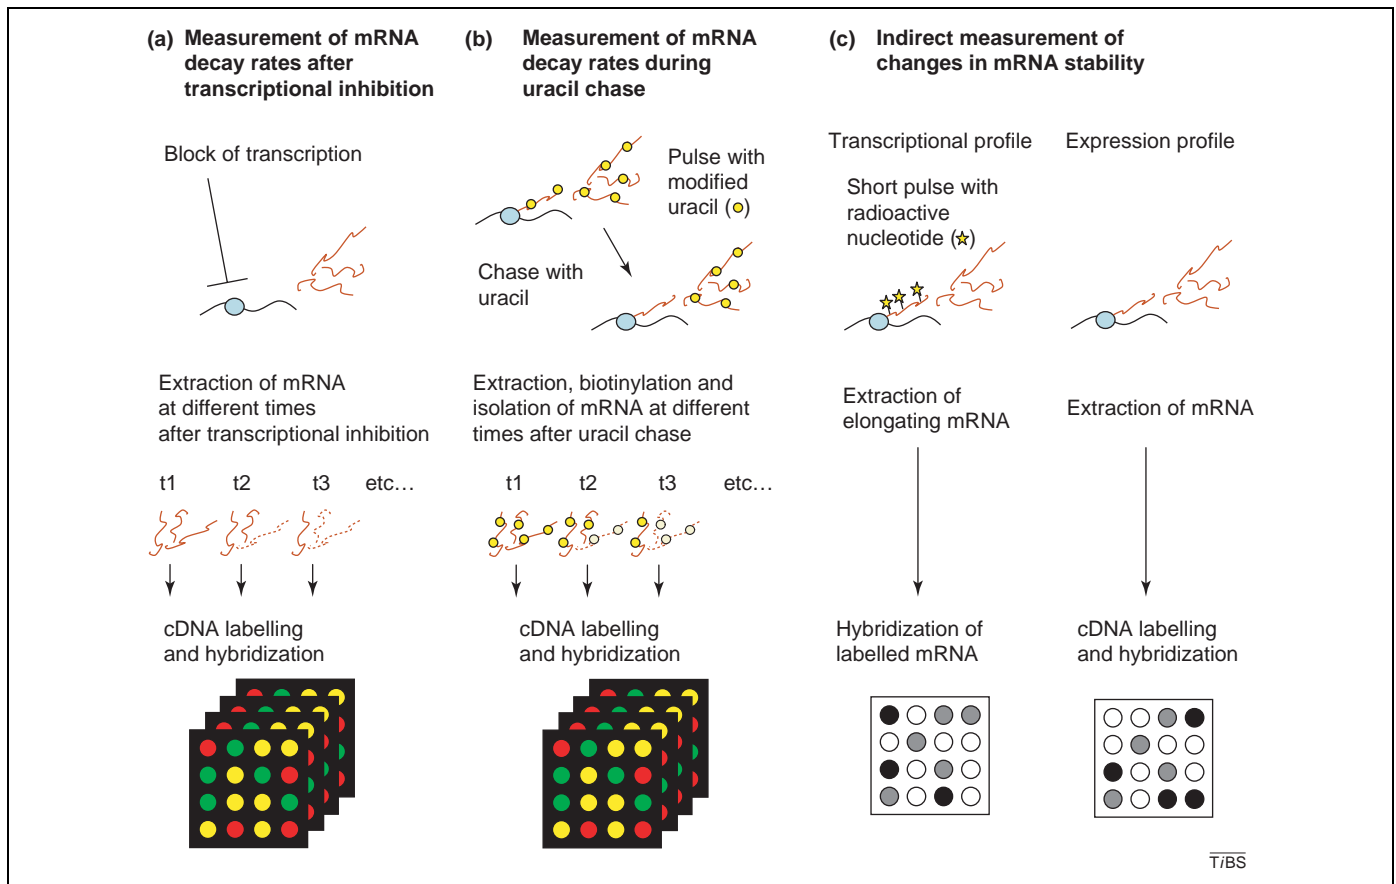 (a) Measurement of mRNA
decay rates after
transcriptional inhibition
Block of transcription
Extraction of mRNA
at different times
after transcriptional inhibition
t1 t2 t3 etc…
cDNA labelling
and hybridization
(b) Measurement of mRNA
decay rates during
uracil chase
Pulse with
modified
uracil ( )
Chase with
uracil
Extraction, biotinylation and
isolation of mRNA at different
times after uracil chase
t1 t2 t3 etc…
cDNA labelling
and hybridization
(c) Indirect measurement of
changes in mRNA stability
Transcriptional profile
Short pulse with
radioactive
nucleotide ( )
Extraction of
elongating mRNA
Hybridization of
labelled mRNA
Expression profile
Extraction of mRNA
cDNA labelling
and hybridization
TiBS